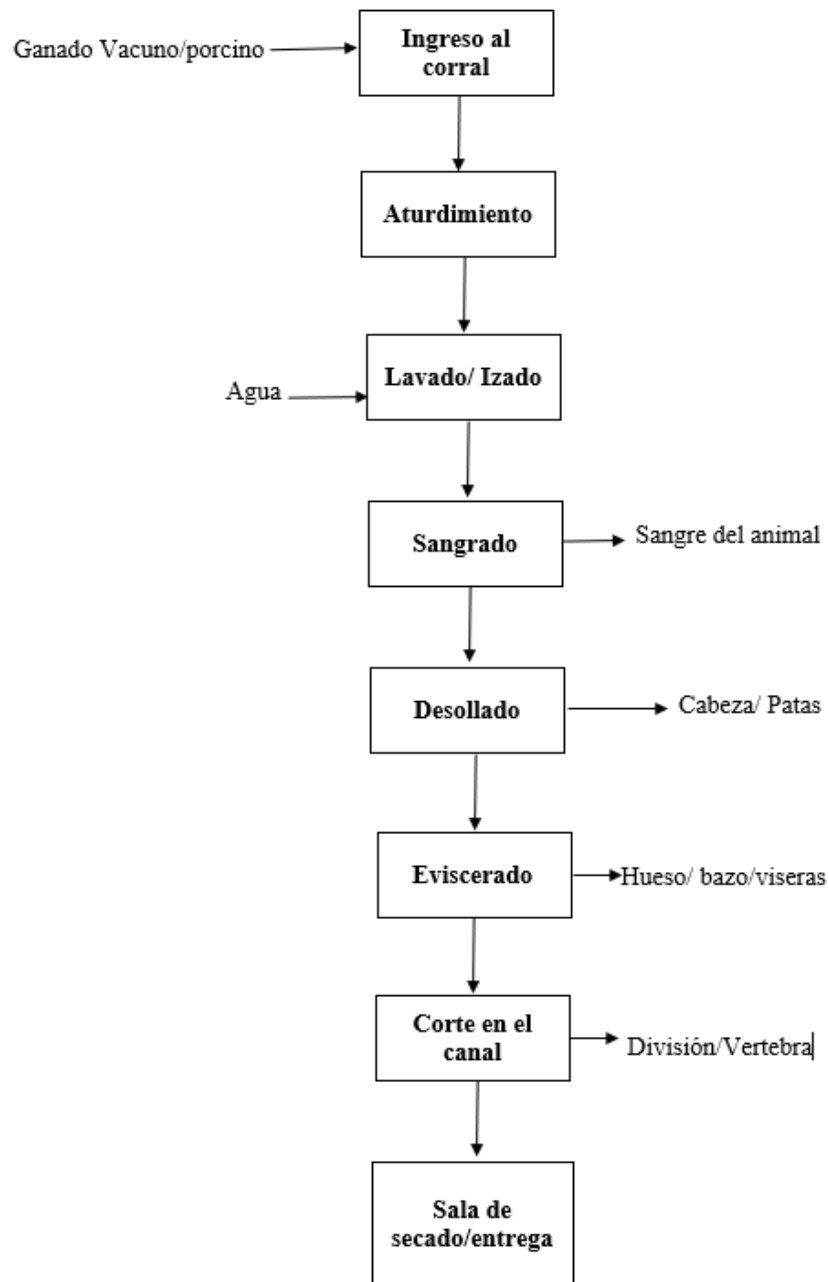 Ganado Vacuno/porcino
Ingreso al
corral
Aturdimiento
Lavado/ Izado
Agua
Sangrado
Sangre del animal
Desollado
Cabeza/ Patas
Eviscerado
Hueso/ bazo/viseras
Corte en el
canal
División/Vertebra
Sala de
secado/entrega